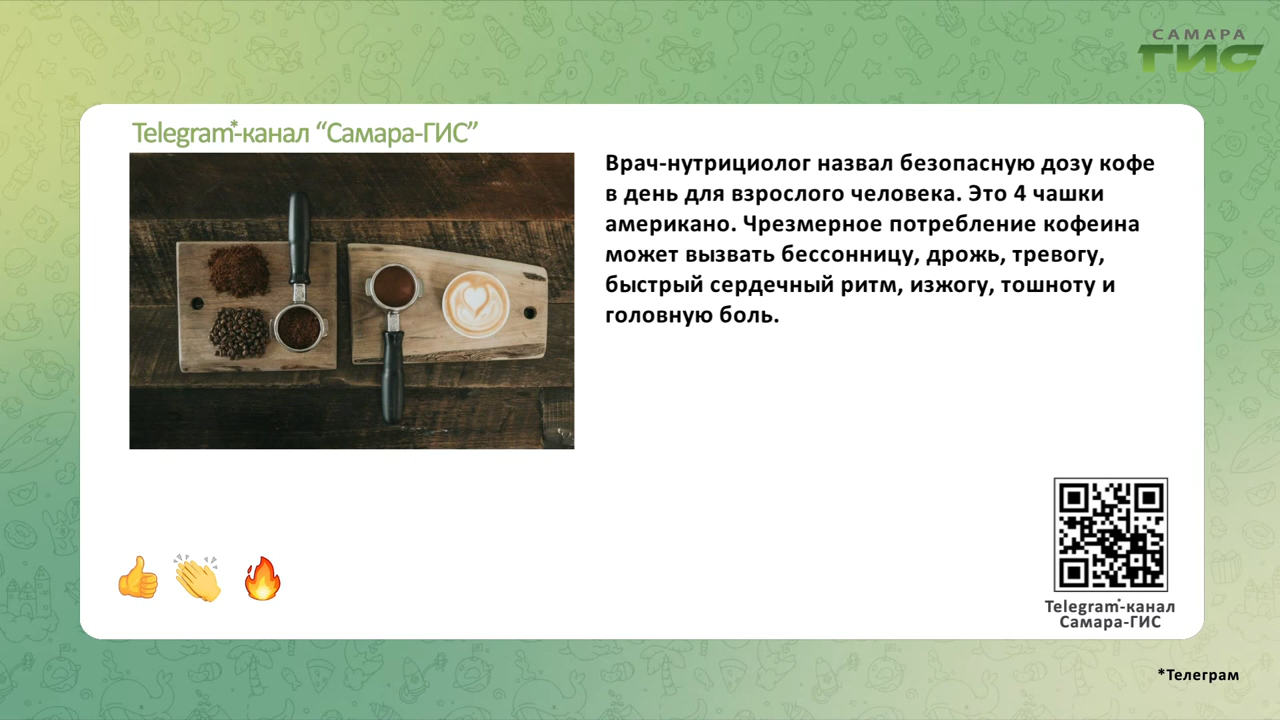 САМАРА
ГИС
Telegram*-канал “Самара-ГИС”
Врач-нутрициолог назвал безопасную дозу кофе
в день для взрослого человека. Это 4 чашки
американо. Чрезмерное потребление кофеина
может вызвать бессонницу, дрожь, тревогу,
быстрый сердечный ритм, изжогу, тошноту и
головную боль.
Telegram*-канал
Самара-ГИС
*Телеграм